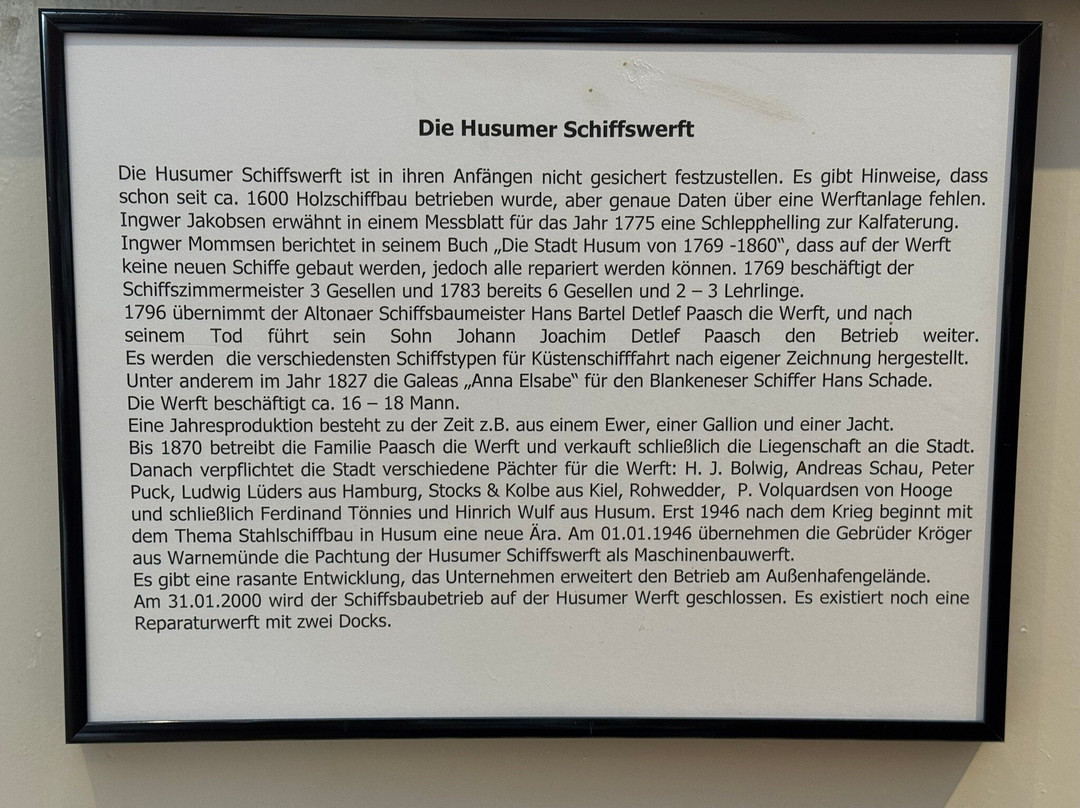 Die Husumer Schiffswerft
Die Husumer Schiffswerft ist in ihren Anfängen nicht gesichert festzustellen. Es gibt Hinweise, dass
schon seit ca. 1600 Holzschiffbau betrieben wurde, aber genaue Daten über eine Werftanlage fehlen.
Ingwer Jakobsen erwähnt in einem Messblatt für das Jahr 1775 eine Schlepphelling zur Kalfaterung.
Ingwer Mommsen berichtet in seinem Buch „Die Stadt Husum von 1769 -1860“, dass auf der Werft
keine neuen Schiffe gebaut werden, jedoch alle repariert werden können. 1769 beschäftigt der
Schiffszimmermeister 3 Gesellen und 1783 bereits 6 Gesellen und 2 – 3 Lehrlinge.
1796 übernimmt der Altonaer Schiffsbaumeister Hans Bartel Detlef Paasch die Werft, und nach
seinem Tod führt sein Sohn Johann Joachim Detlef Paasch den Betrieb weiter.
Es werden die verschiedensten Schiffstypen für Küstenschifffahrt nach eigener Zeichnung hergestellt.
Unter anderem im Jahr 1827 die Galeas „Anna Elsabe“ für den Blankeneser Schiffer Hans Schade.
Die Werft beschäftigt ca. 16 – 18 Mann.
Eine Jahresproduktion besteht zu der Zeit z.B. aus einem Ewer, einer Gallion und einer Jacht.
Bis 1870 betreibt die Familie Paasch die Werft und verkauft schließlich die Liegenschaft an die Stadt.
Danach verpflichtet die Stadt verschiedene Pächter für die Werft: H. J. Bolwig, Andreas Schau, Peter
Puck, Ludwig Lüders aus Hamburg, Stocks & Kolbe aus Kiel, Rohwedder, P. Volquardsen von Hooge
und schließlich Ferdinand Tönnies und Hinrich Wulf aus Husum. Erst 1946 nach dem Krieg beginnt mit
dem Thema Stahlschiffbau in Husum eine neue Ära. Am 01.01.1946 übernehmen die Gebrüder Kröger
aus Warnemünde die Pachtung der Husumer Schiffswerft als Maschinenbauwerft.
Es gibt eine rasante Entwicklung, das Unternehmen erweitert den Betrieb am Außenhafengelände.
Am 31.01.2000 wird der Schiffsbaubetrieb auf der Husumer Werft geschlossen. Es existiert noch eine
Reparaturwerft mit zwei Docks.